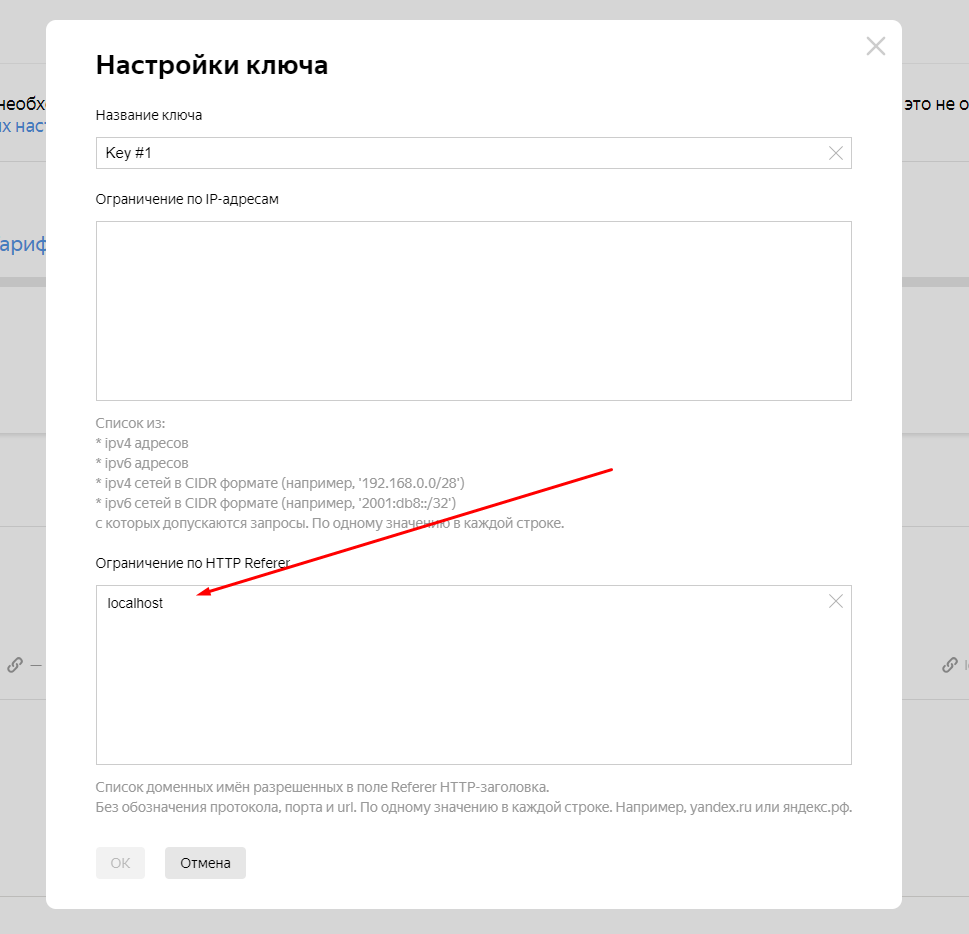 Настройки ключа
Название ключа
необх
это не о
их наст
Key #1
Ограничение по IP-адресам
ариф
Список из:
* ipv4 адресов
* ipv6 адресов
* ipv4 сетей в CIDR формате (например, '192.168.0.0/28')
* ipv6 сетей в CIDR формате (например, '2001:db8::/32')
с которых допускаются запросы. По одному значению в каждой строке.
Ограничение по HTTP Referer
localhost
Список доменных имён разрешенных в поле Referer HTTP-заголовка.
Без обозначения протокола, порта и url. По одному значению в каждой строке. Например, yandex.ru или яндекс.рф.
OK
Отмена